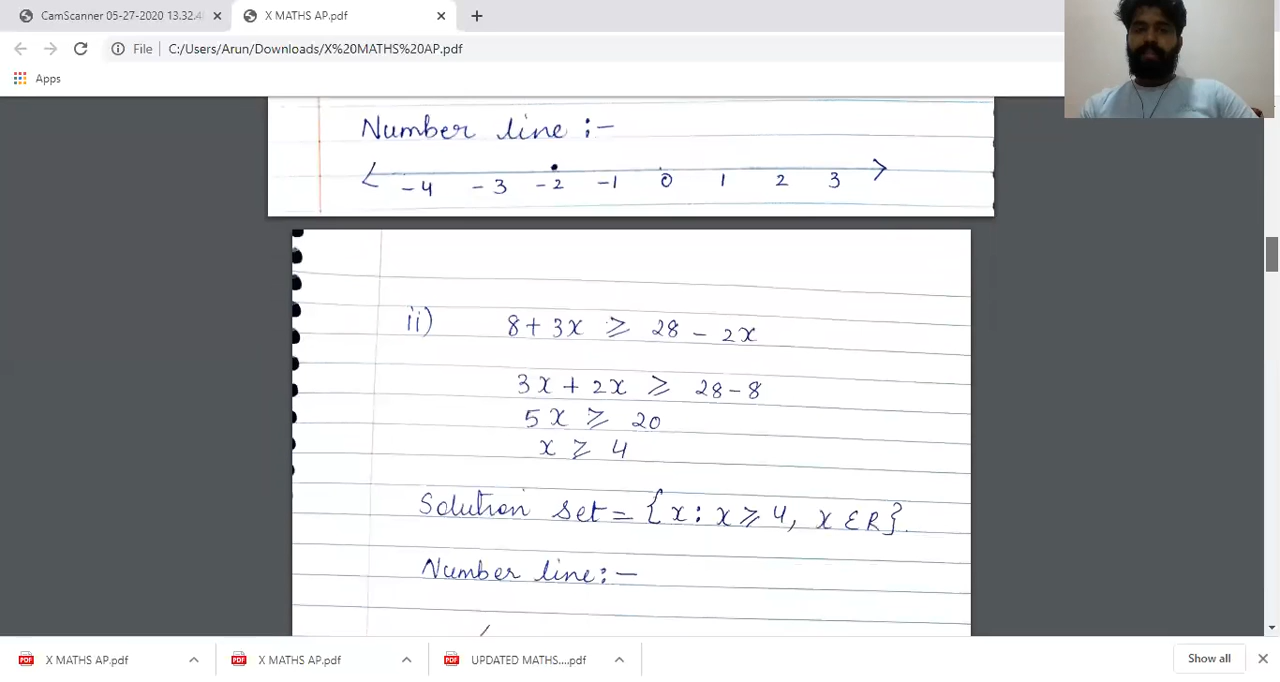 CamScanner 05-27-2020 13.32.4
X MATHS AP.pdf
File C:/Users/Arun/Downloads/X%20MATHS%20AP.pdf
Apps
Number line :-
-4 -3 -2 -1 0 1 2 3
ii) 8 + 3x ≥ 28 - 2x
3x + 2x ≥ 28 - 8
5x ≥ 20
x ≥ 4
Solution set = {x : x ≥ 4, x ε R}.
Number line :-
X MATHS AP.pdf
X MATHS AP.pdf
UPDATED MATHS....pdf
Show all